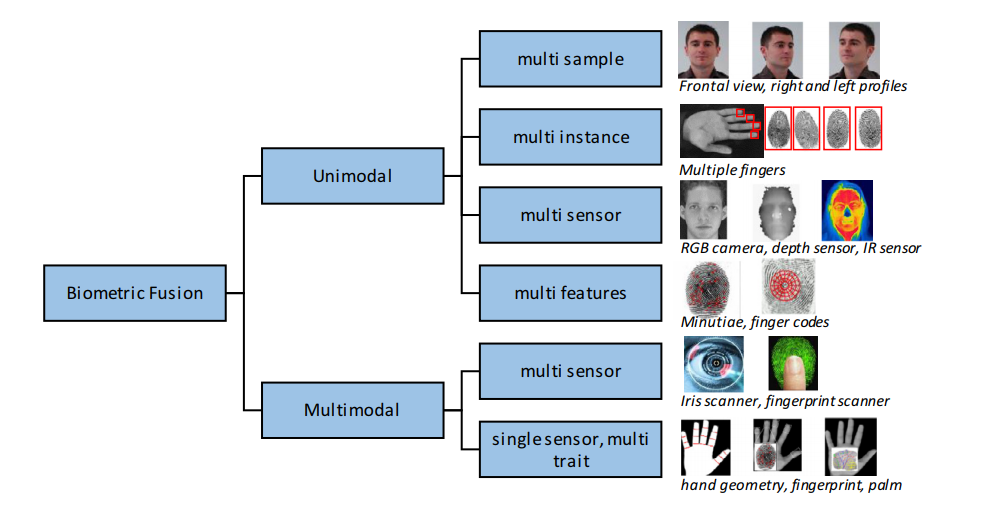 multi sample
Frontal view, right and left profiles
multi instance
Multiple fingers
Unimodal
multi sensor
RGB camera, depth sensor, IR sensor
Biometric Fusion
multi features
Minutiae, finger codes
multi sensor
Iris scanner, fingerprint scanner
Multimodal
single sensor, multi
trait
hand geometry, fingerprint, palm